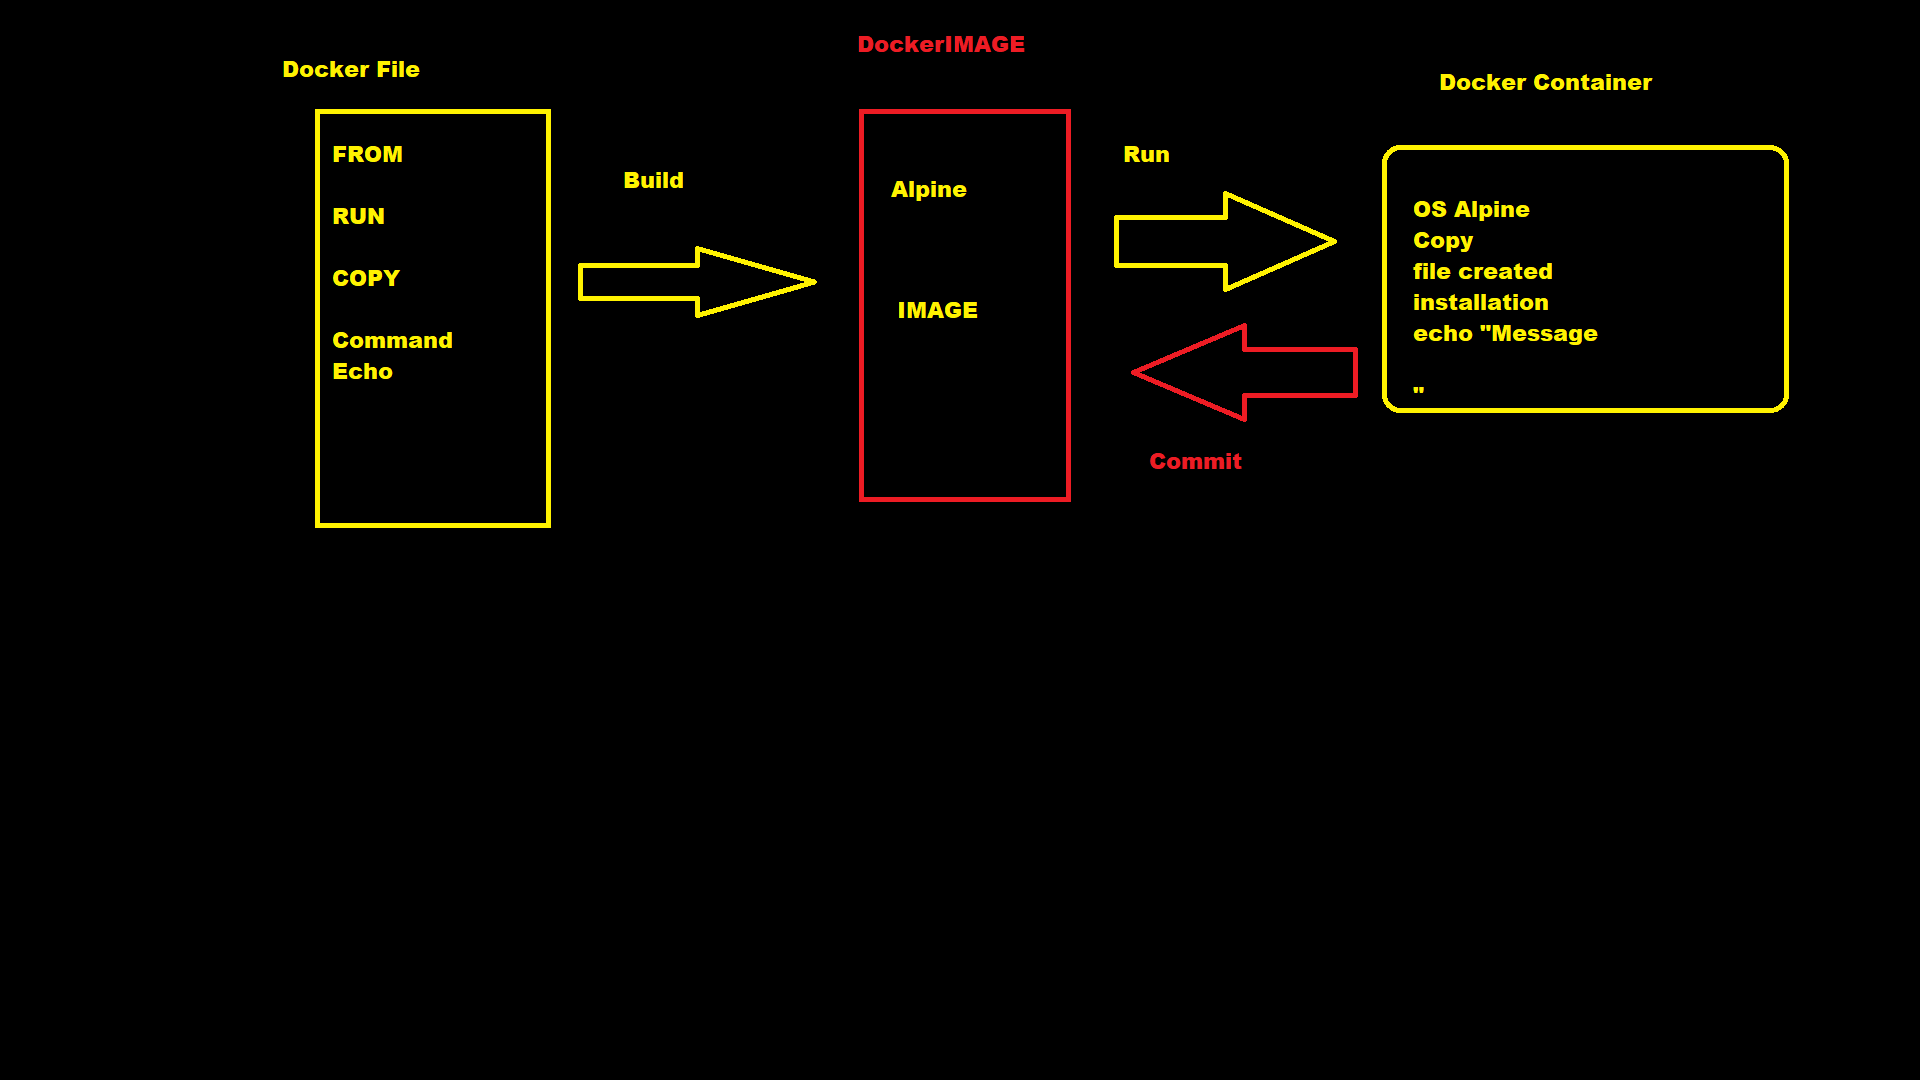 Docker File
FROM
RUN
COPY
Command
Echo
Build
DockerIMAGE
Alpine
IMAGE
Run
Commit
Docker Container
OS Alpine
Copy
file created
installation
echo "Message
"